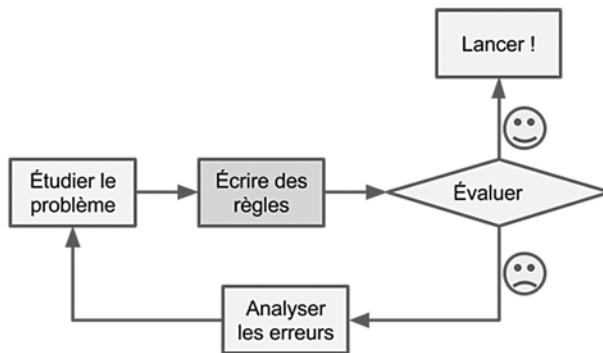 Lancer !
Étudier le
problème
Écrire des
règles
Évaluer
Analyser
les erreurs